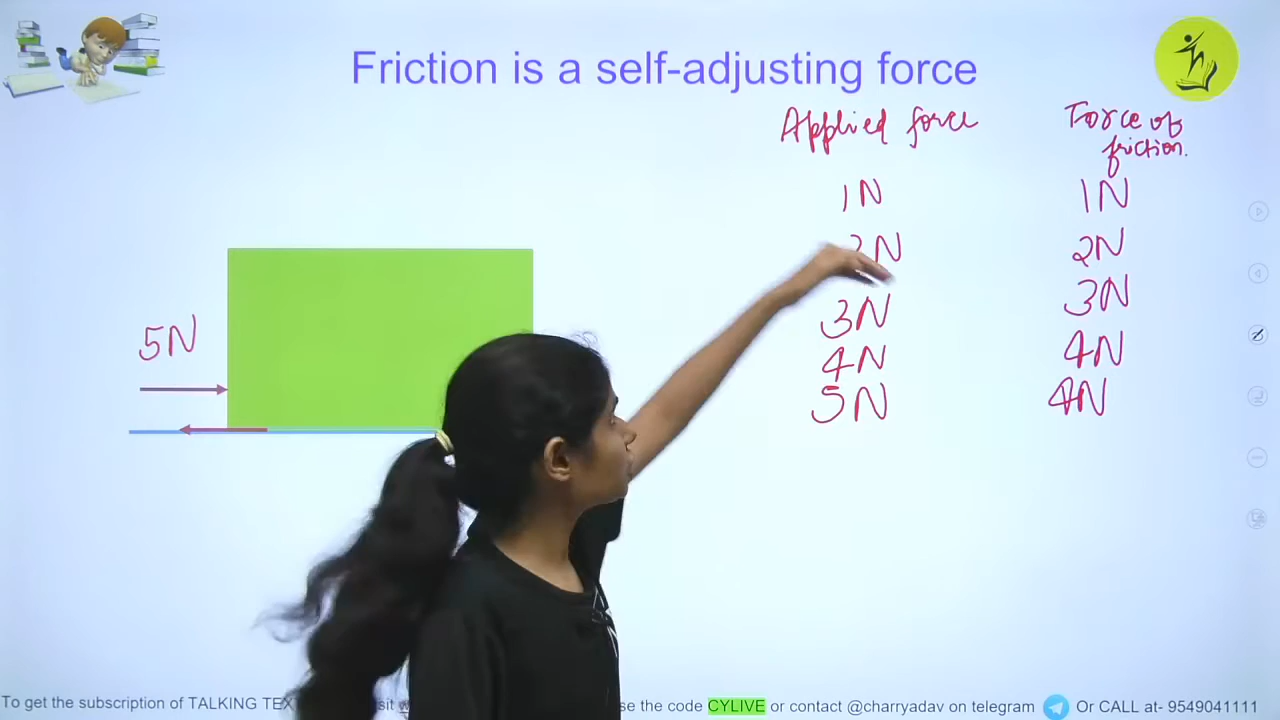 Friction is a self-adjusting force
Applied force
Force of
friction.
1N 1N
2N 2N
3N 3N
4N 4N
5N 4N
5N
To get the subscription of TALKING se the code CYLIVE or contact @charryadav on telegram Or CALL at- 9549041111